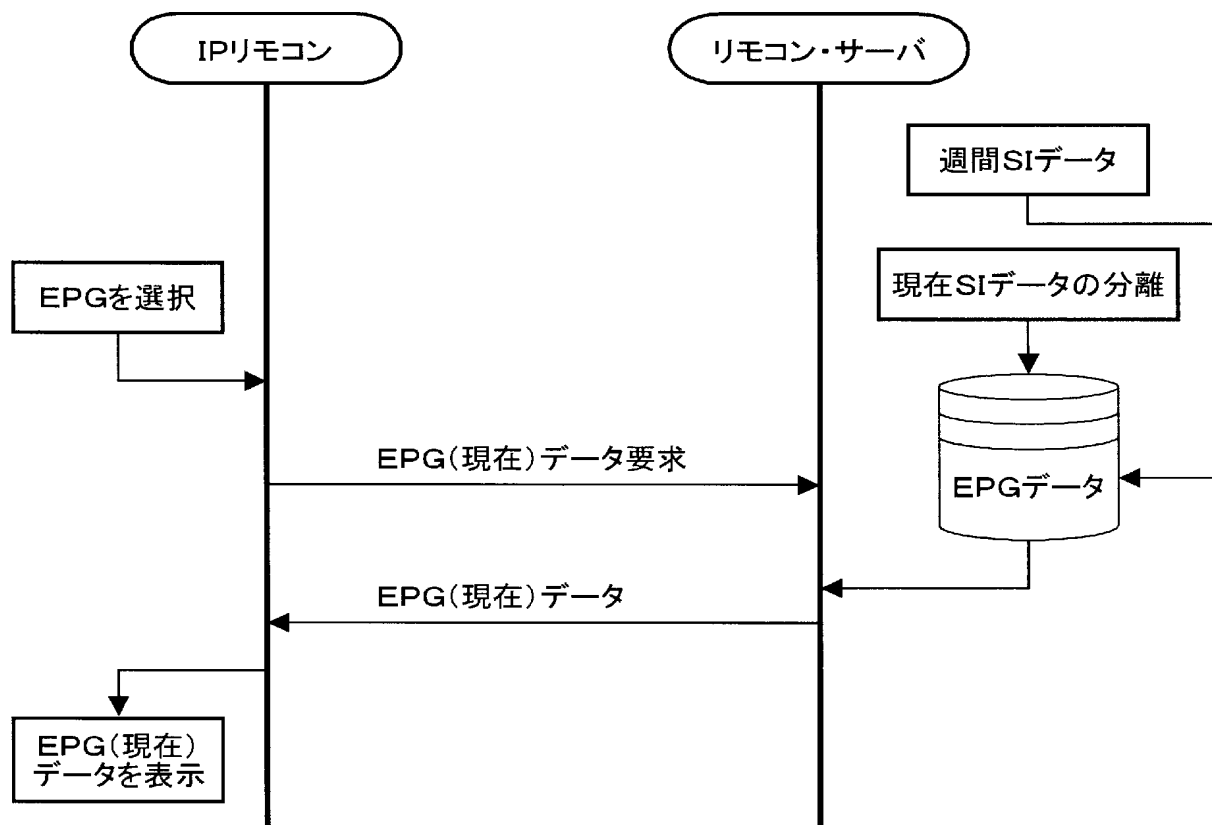 IPリモコン
リモコン・サーバ
週間SIデータ
EPGを選択
現在SIデータの分離
EPG(現在)データ要求
EPGデータ
EPG(現在)データ
EPG(現在)
データを表示